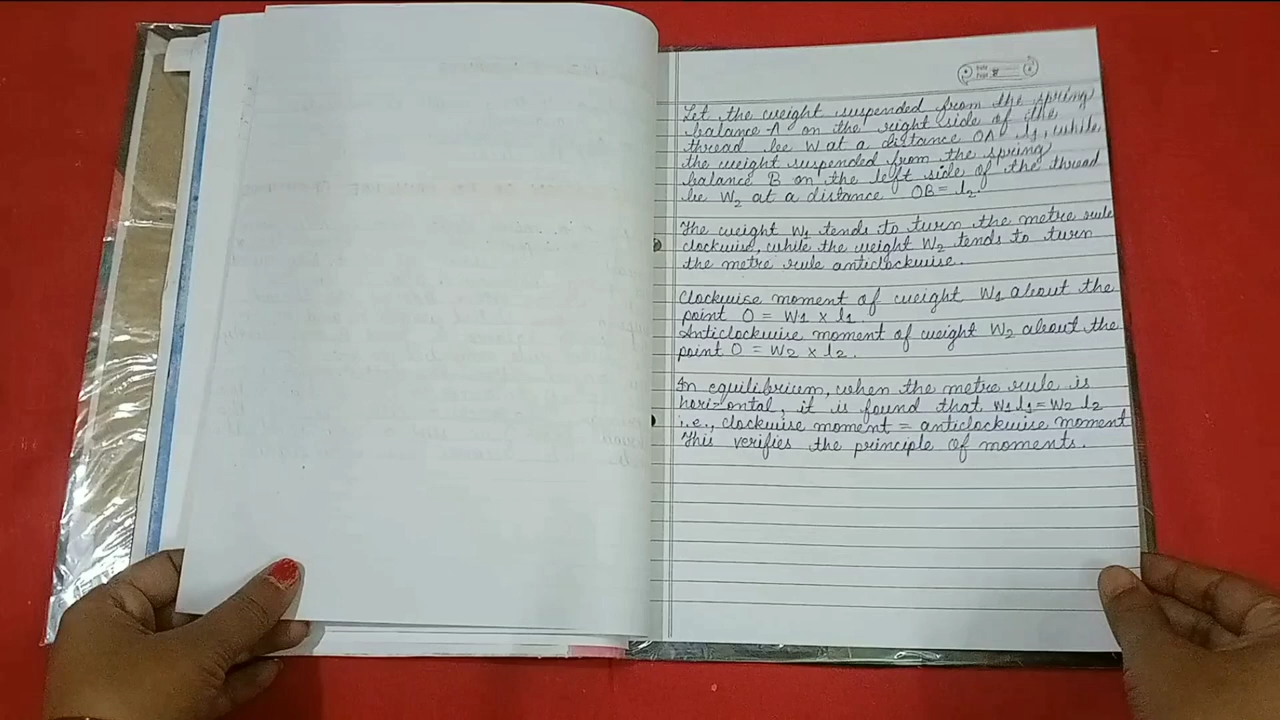 Date
Page
Let the weight suspended from the spring
balance A on the right side of the
thread be W at a distance OA = l1, while
the weight suspended from the spring
balance B on the left side of the thread
be W2 at a distance OB = l2.
The weight W1 tends to turn the metre rule
clockwise, while the weight W2 tends to turn
the metre rule anticlockwise.
Clockwise moment of weight W1 about the
point O = W1 x l1.
Anticlockwise moment of weight W2 about the
point O = W2 x l2.
In equilibrium, when the metre rule is
horizontal, it is found that W1 l1 = W2 l2
i.e., clockwise moment = anticlockwise moment
This verifies the principle of moments.